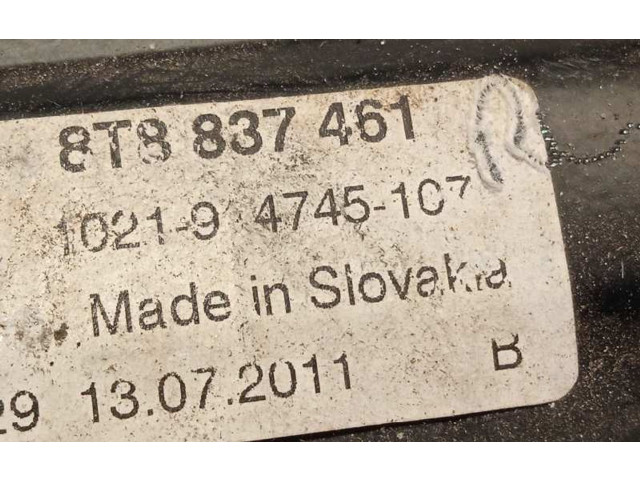 8T8 837 461
1021-9 4745-107
Made in Slovakia
29 13.07.2011 B